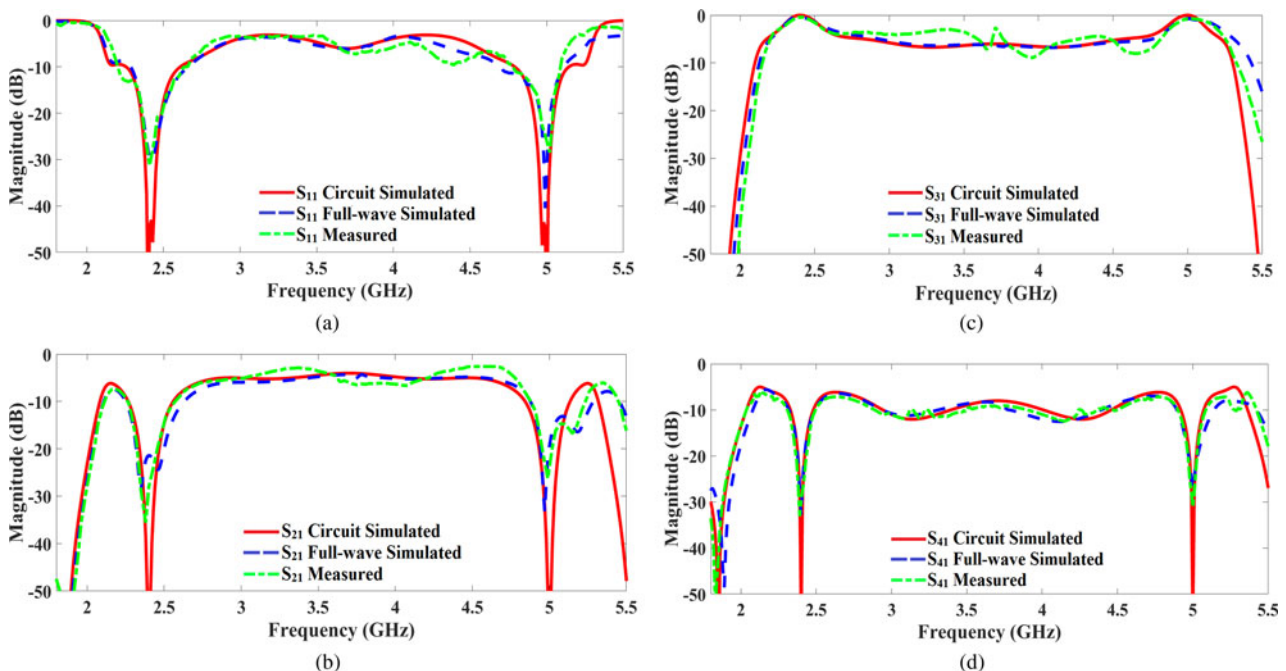 0
-10
-20
-30
-40
-50
Magnitude (dB)
S11 Circuit Simulated
S11 Full-wave Simulated
S11 Measured
2 2.5 3 3.5 4 4.5 5 5.5
Frequency (GHz)
(a)
0
-10
-20
-30
-40
-50
Magnitude (dB)
S31 Circuit Simulated
S31 Full-wave Simulated
S31 Measured
2 2.5 3 3.5 4 4.5 5 5.5
Frequency (GHz)
(c)
0
-10
-20
-30
-40
-50
Magnitude (dB)
S21 Circuit Simulated
S21 Full-wave Simulated
S21 Measured
2 2.5 3 3.5 4 4.5 5 5.5
Frequency (GHz)
(b)
0
-10
-20
-30
-40
-50
Magnitude (dB)
S41 Circuit Simulated
S41 Full-wave Simulated
S41 Measured
2 2.5 3 3.5 4 4.5 5 5.5
Frequency (GHz)
(d)